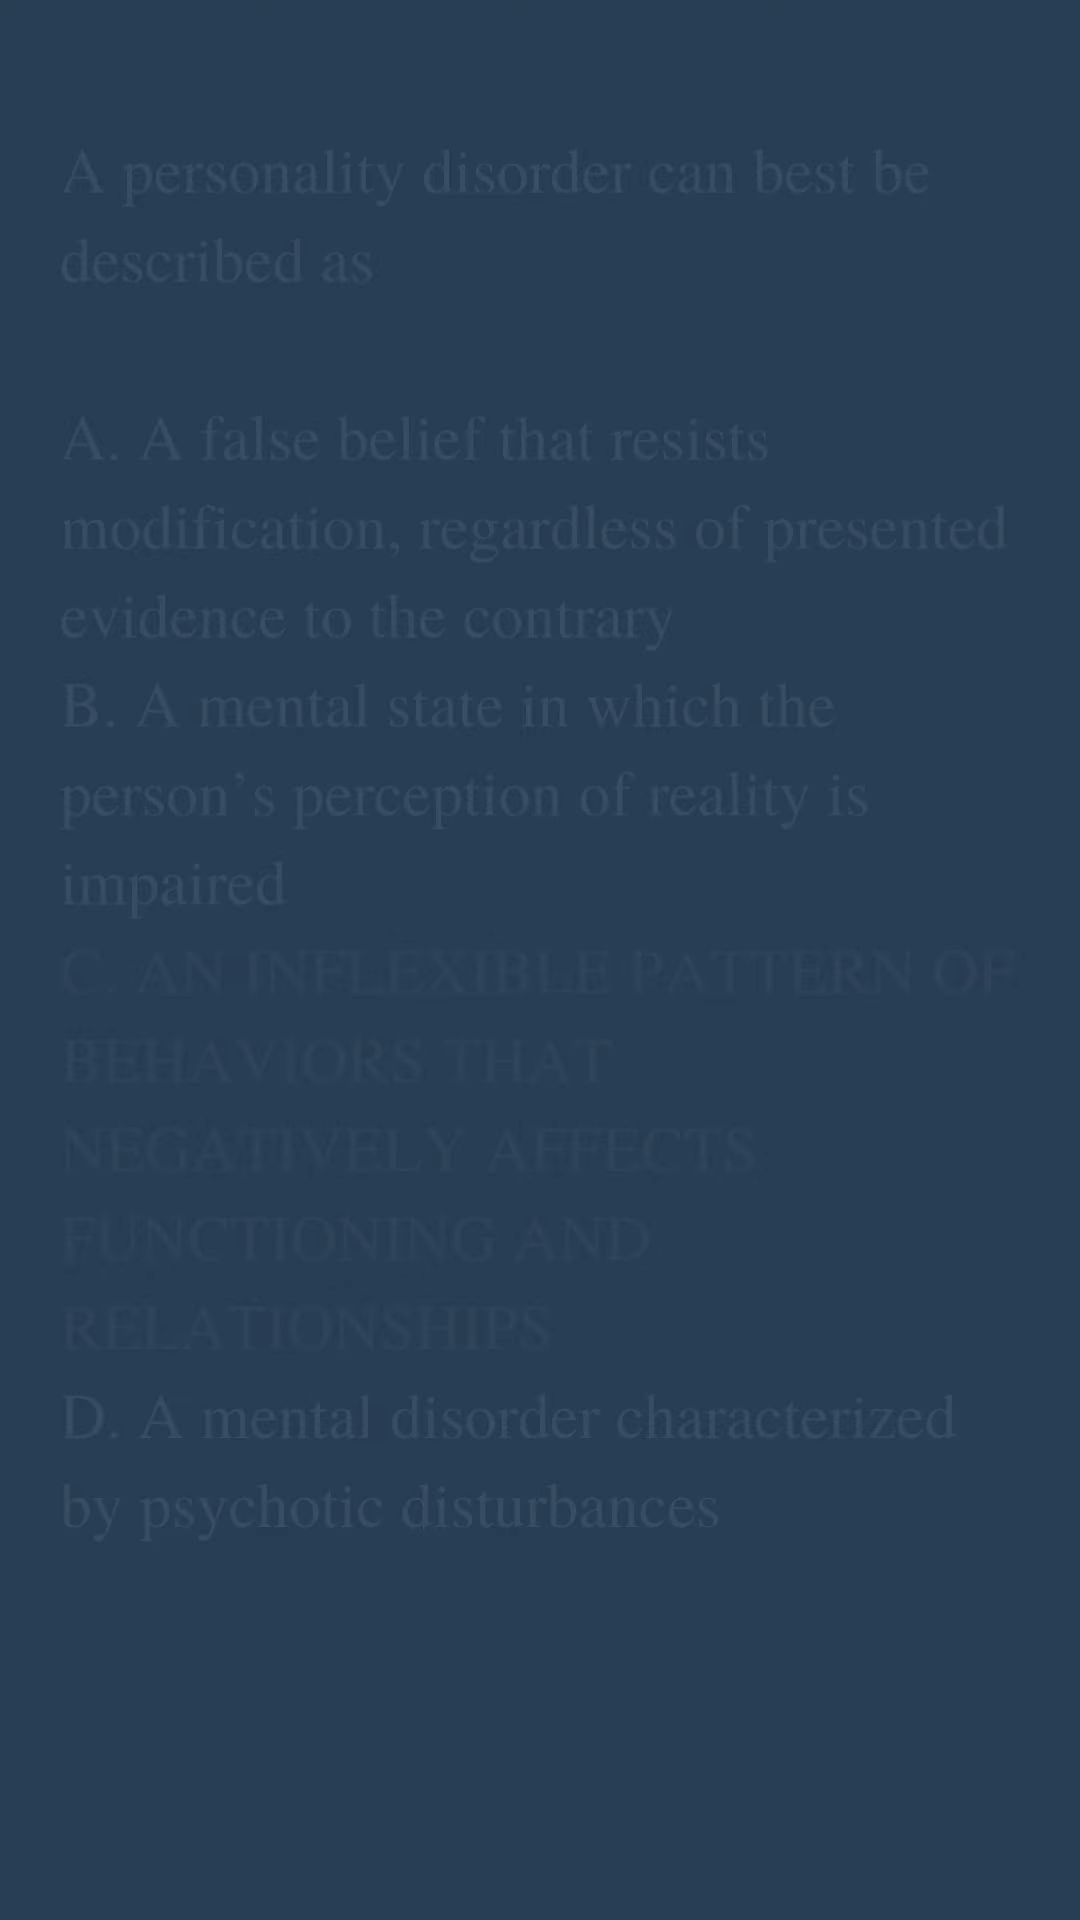 A personality disorder can best be
described as
A. A false belief that resists
modification, regardless of presented
evidence to the contrary
B. A mental state in which the
person’s perception of reality is
impaired
C. AN INFLEXIBLE PATTERN OF
BEHAVIORS THAT
NEGATIVELY AFFECTS
FUNCTIONING AND
RELATIONSHIPS
D. A mental disorder characterized
by psychotic disturbances